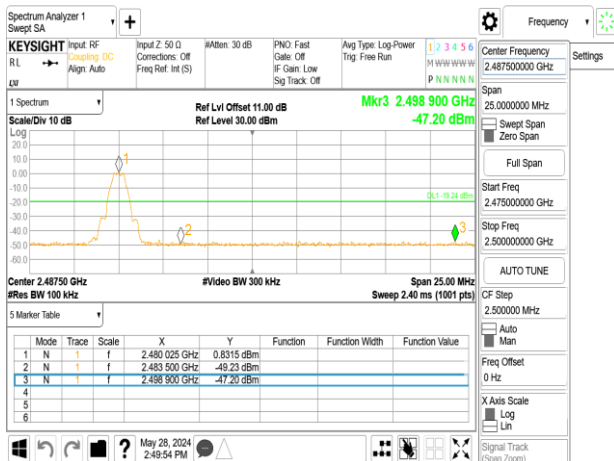 Spectrum Analyzer 1
Swept SA
Frequency
KEYSIGHT
RL
LXI
Input: RF
Coupling: DC
Align: Auto
Input Z: 50 Ω
Corrections: Off
Freq Ref: Int (S)
#Atten: 30 dB
PNO: Fast
Gate: Off
IF Gain: Low
Sig Track: Off
Avg Type: Log-Power
Trig: Free Run
1 2 3 4 5 6
M W W W W W
P N N N N N
Center Frequency
2.487500000 GHz
Settings
Span
25.0000000 MHz
Swept Span
Zero Span
Full Span
Start Freq
2.475000000 GHz
Stop Freq
2.500000000 GHz
AUTO TUNE
CF Step
2.500000 MHz
Auto
Man
Freq Offset
0 Hz
X Axis Scale
Log
Lin
Signal Track
(Span Zoom)
1 Spectrum
Scale/Div 10 dB
Log
Ref Lvl Offset 11.00 dB
Ref Level 30.00 dBm
Mkr3 2.498 900 GHz
-47.20 dBm
20.0
10.0
0.00
-10.0
-20.0
-30.0
-40.0
-50.0
-60.0
1
2
3
DL1 -19.24 dBm
Center 2.48750 GHz
#Video BW 300 kHz
Span 25.00 MHz
#Res BW 100 kHz
Sweep 2.40 ms (1001 pts)
5 Marker Table
Mode Trace Scale X Y Function Function Width Function Value
1 N 1 f 2.480 025 GHz 0.8315 dBm
2 N 1 f 2.483 500 GHz -49.23 dBm
3 N 1 f 2.498 900 GHz -47.20 dBm
4
5
6
May 28, 2024
2:49:54 PM